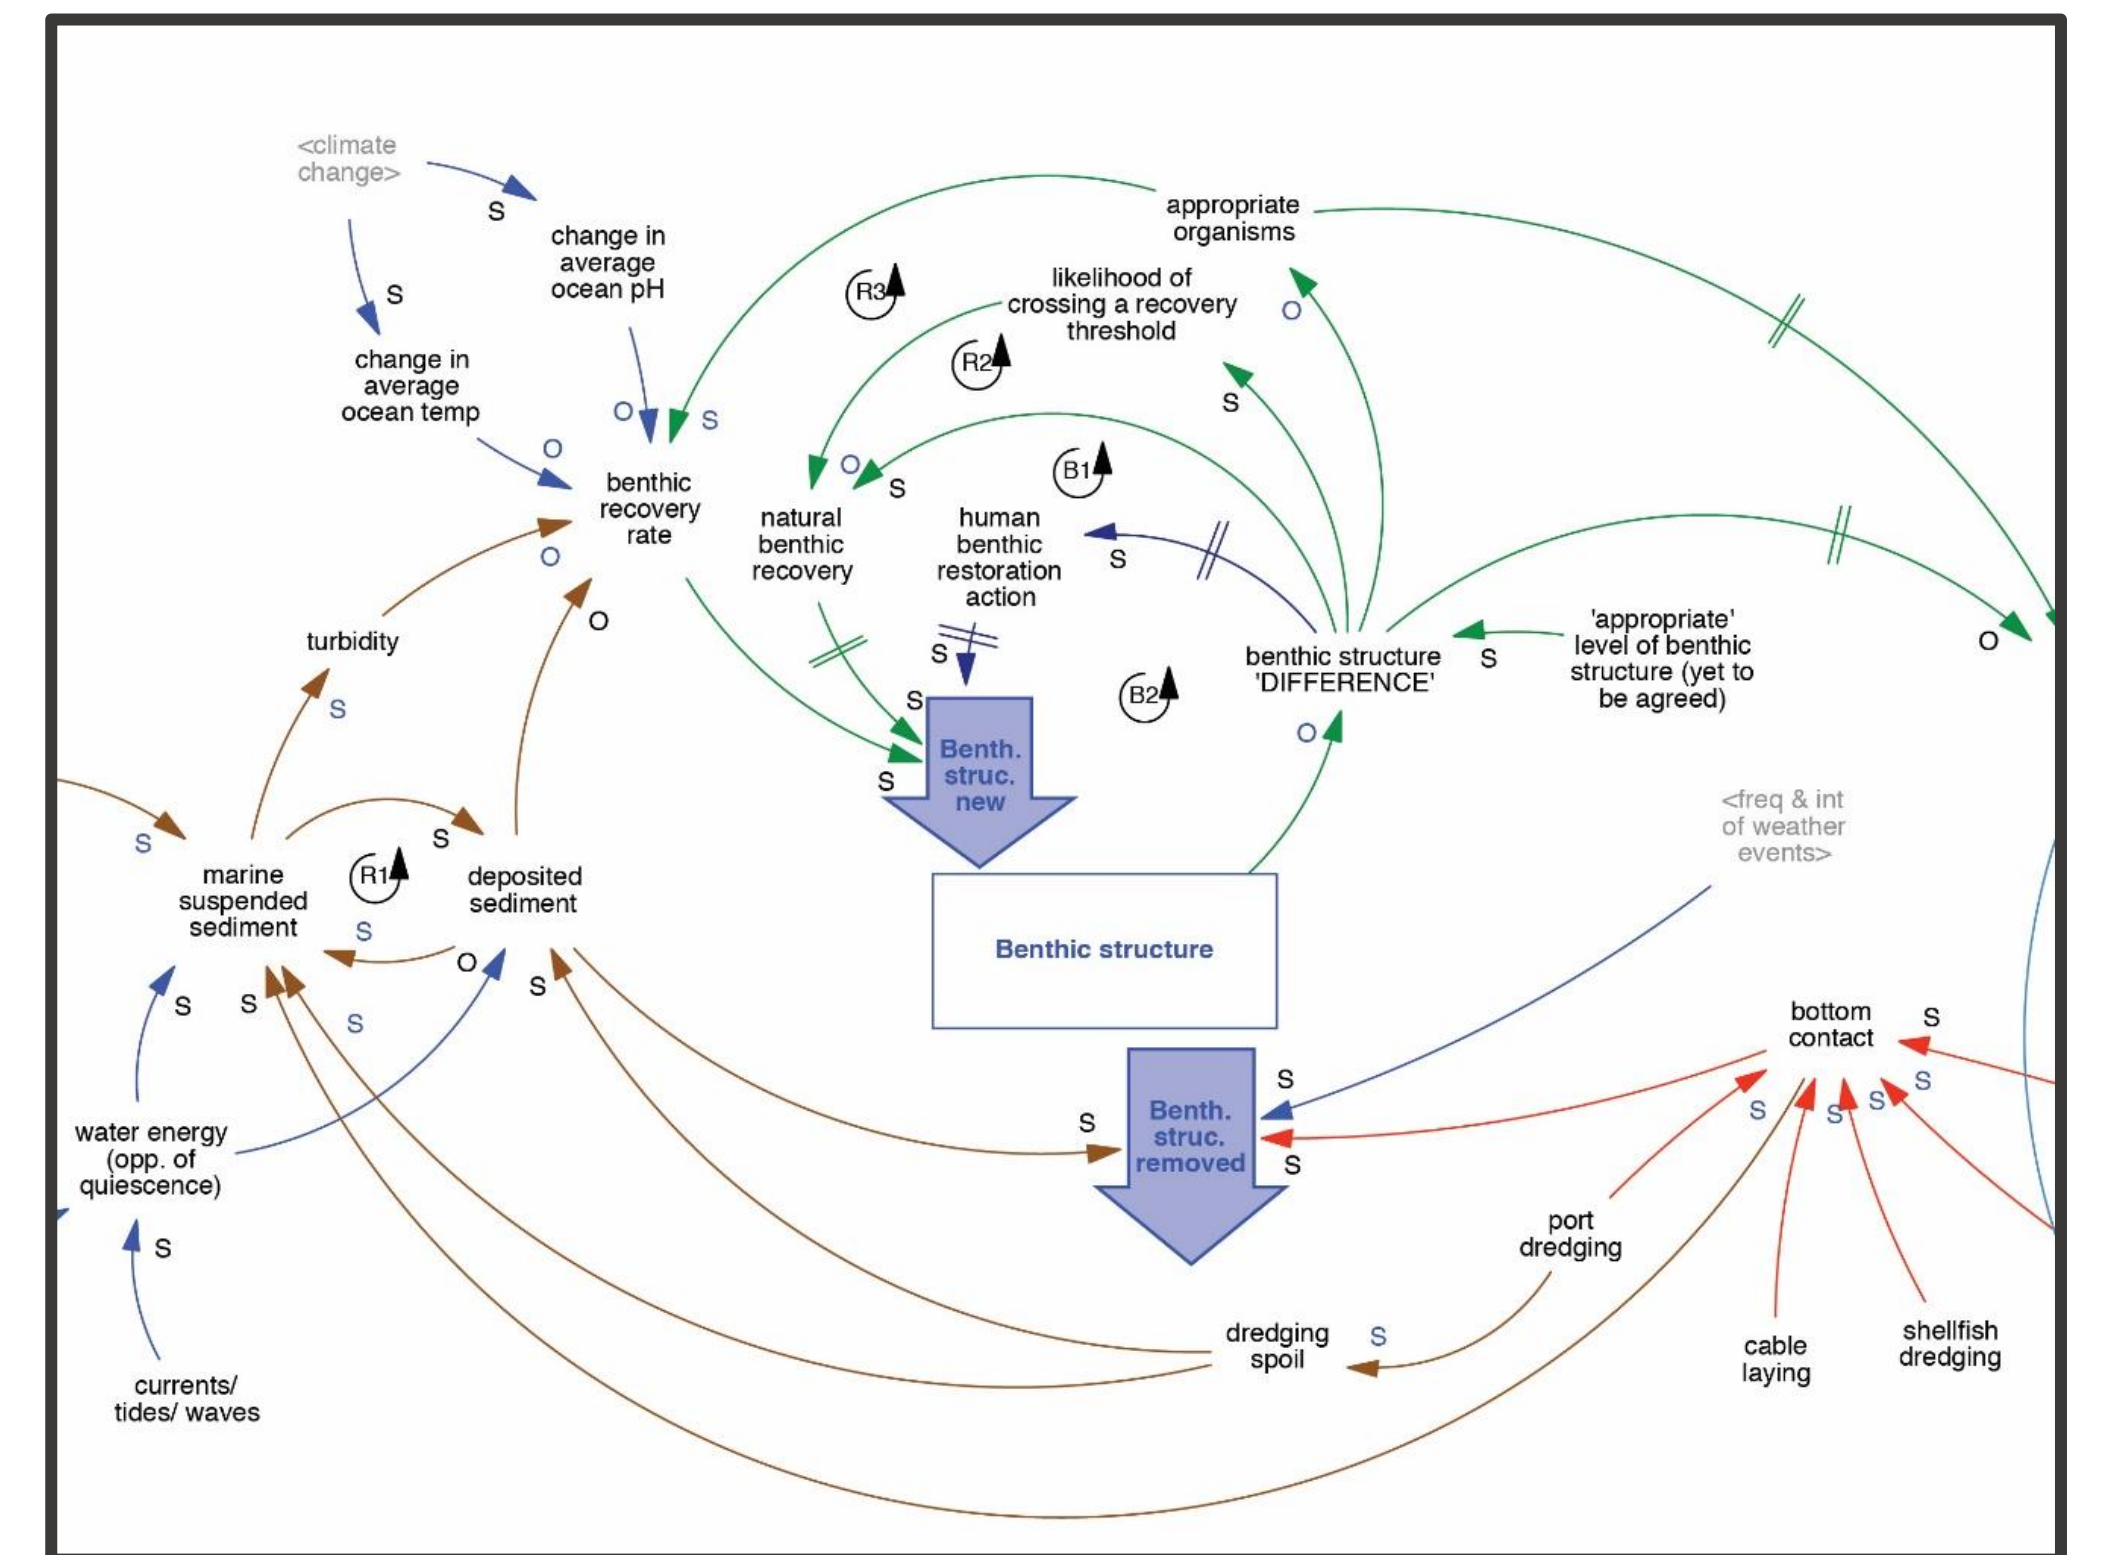 <climate
change>
S
S
change in
average
ocean pH
change in
average
ocean temp
O
O
S
appropriate
organisms
likelihood of
crossing a recovery
threshold
R3
R2
O
S
O
S
B1
benthic
recovery
rate
natural
benthic
recovery
human
benthic
restoration
action
S
O
O
turbidity
S
S
S
S
B2
benthic structure
'DIFFERENCE'
O
S
'appropriate'
level of benthic
structure (yet to
be agreed)
O
Benth.
struc.
new
<freq & int
of weather
events>
S
S
marine
suspended
sediment
R1
S
deposited
sediment
O
S
S
S
S
Benthic structure
water energy
(opp. of
quiescence)
S
currents/
tides/ waves
S
S
S
Benth.
struc.
removed
bottom
contact
S
S
S
S
S
port
dredging
dredging
spoil
S
cable
laying
shellfish
dredging